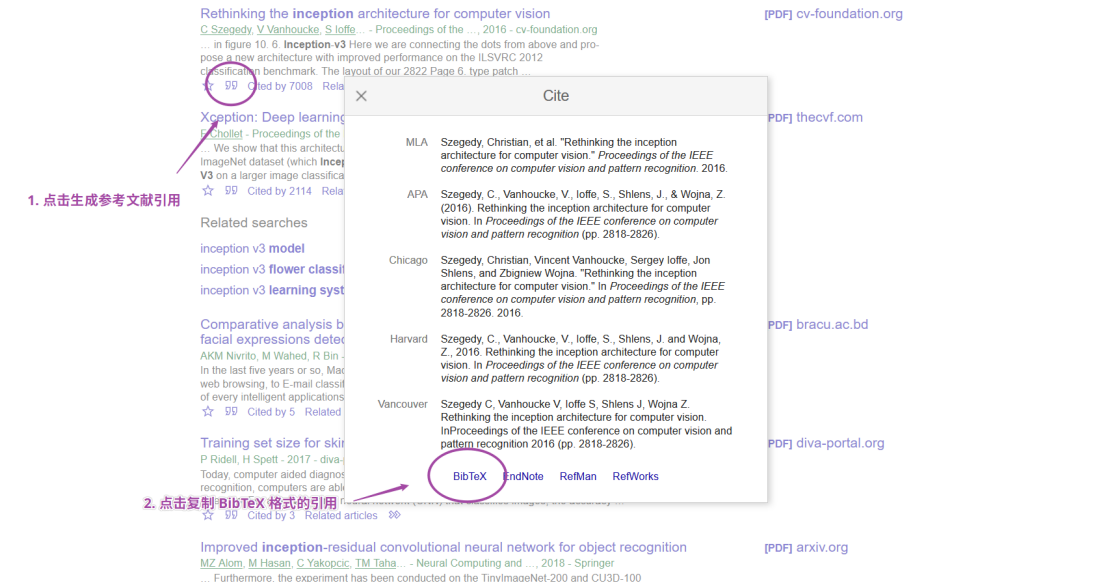 Rethinking the inception architecture for computer vision
[PDF] cv-foundation.org
C Szegedy, V Vanhoucke, S Ioffe… - Proceedings of the …, 2016 - cv-foundation.org
… in figure 10. 6. Inception-v3 Here we are connecting the dots from above and pro-
pose a new architecture with improved performance on the ILSVRC 2012
classification benchmark. The layout of our 2822 Page 6. type patch …
Cited by 7008 Rela
Xception: Deep learning
[PDF] thecvf.com
F Chollet - Proceedings of the
… We show that this architectu
ImageNet dataset (which Incep
V3 on a larger image classifica
Cited by 2114 Rela
1. 点击生成参考文献引用
Related searches
inception v3 model
inception v3 flower classif
inception v3 learning syst
Comparative analysis b
facial expressions detec
PDF] bracu.ac.bd
AKM Nivrito, M Wahed, R Bin -
In the last five years or so, Mac
web browsing, to E-mail classif
of every intelligent applications
Cited by 5 Related
Training set size for skin
PDF] diva-portal.org
P Ridell, H Spett - 2017 - diva-p
Today, computer aided diagnos
recognition, computers are able
2. 点击复制 BibTeX 格式的引用
Cited by 3 Related articles
Improved inception-residual convolutional neural network for object recognition
[PDF] arxiv.org
MZ Alom, M Hasan, C Yakopcic, TM Taha… - Neural Computing and …, 2018 - Springer
… Furthermore, the experiment has been conducted on the TinyImageNet-200 and CU3D-100
Cite
MLA
Szegedy, Christian, et al. "Rethinking the inception
architecture for computer vision." Proceedings of the IEEE
conference on computer vision and pattern recognition. 2016.
APA
Szegedy, C., Vanhoucke, V., Ioffe, S., Shlens, J., & Wojna, Z.
(2016). Rethinking the inception architecture for computer
vision. In Proceedings of the IEEE conference on computer
vision and pattern recognition (pp. 2818-2826).
Chicago
Szegedy, Christian, Vincent Vanhoucke, Sergey Ioffe, Jon
Shlens, and Zbigniew Wojna. "Rethinking the inception
architecture for computer vision." In Proceedings of the IEEE
conference on computer vision and pattern recognition, pp.
2818-2826. 2016.
Harvard
Szegedy, C., Vanhoucke, V., Ioffe, S., Shlens, J. and Wojna,
Z., 2016. Rethinking the inception architecture for computer
vision. In Proceedings of the IEEE conference on computer
vision and pattern recognition (pp. 2818-2826).
Vancouver
Szegedy C, Vanhoucke V, Ioffe S, Shlens J, Wojna Z.
Rethinking the inception architecture for computer vision.
InProceedings of the IEEE conference on computer vision and
pattern recognition 2016 (pp. 2818-2826).
BibTeX EndNote RefMan RefWorks